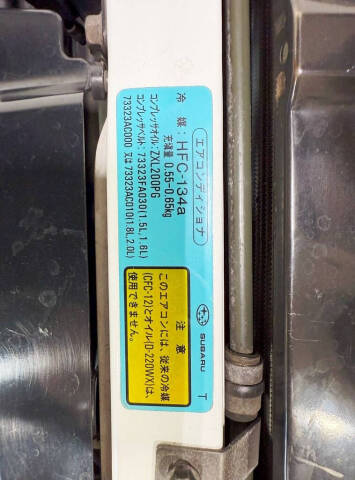 エアコンディショナ
冷 媒：HFC-134a
充填量 0.55-0.65kg
コンプレッサオイル：ZXL200PG
コンプレッサベルト：73323FA030(1.5L,1.6L)
73323AC000 又は 73323AC010(1.8L,2.0L)
SUBARU T
注 意
このエアコンには、従来の冷媒
(CFC-12)とオイル(D-220WX)は、
使用できません。